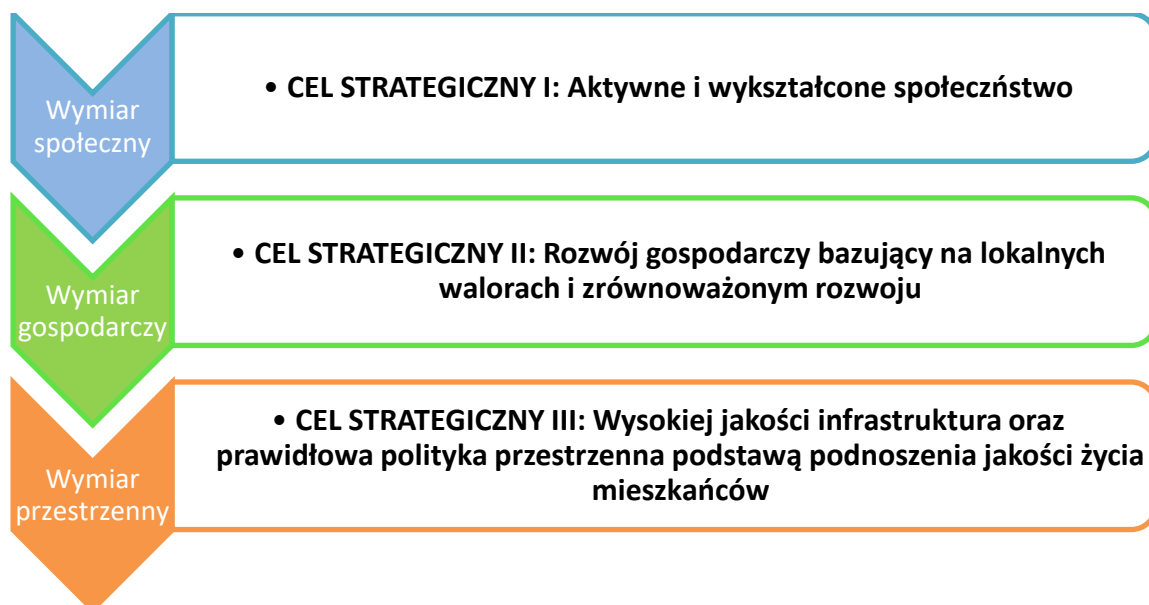 Wymiar
społeczny
• CEL STRATEGICZNY I: Aktywne i wykształcone społeczństwo
Wymiar
gospodarczy
• CEL STRATEGICZNY II: Rozwój gospodarczy bazujący na lokalnych
walorach i zrównoważonym rozwoju
Wymiar
przestrzenny
• CEL STRATEGICZNY III: Wysokiej jakości infrastruktura oraz
prawidłowa polityka przestrzenna podstawą podnoszenia jakości życia
mieszkańców